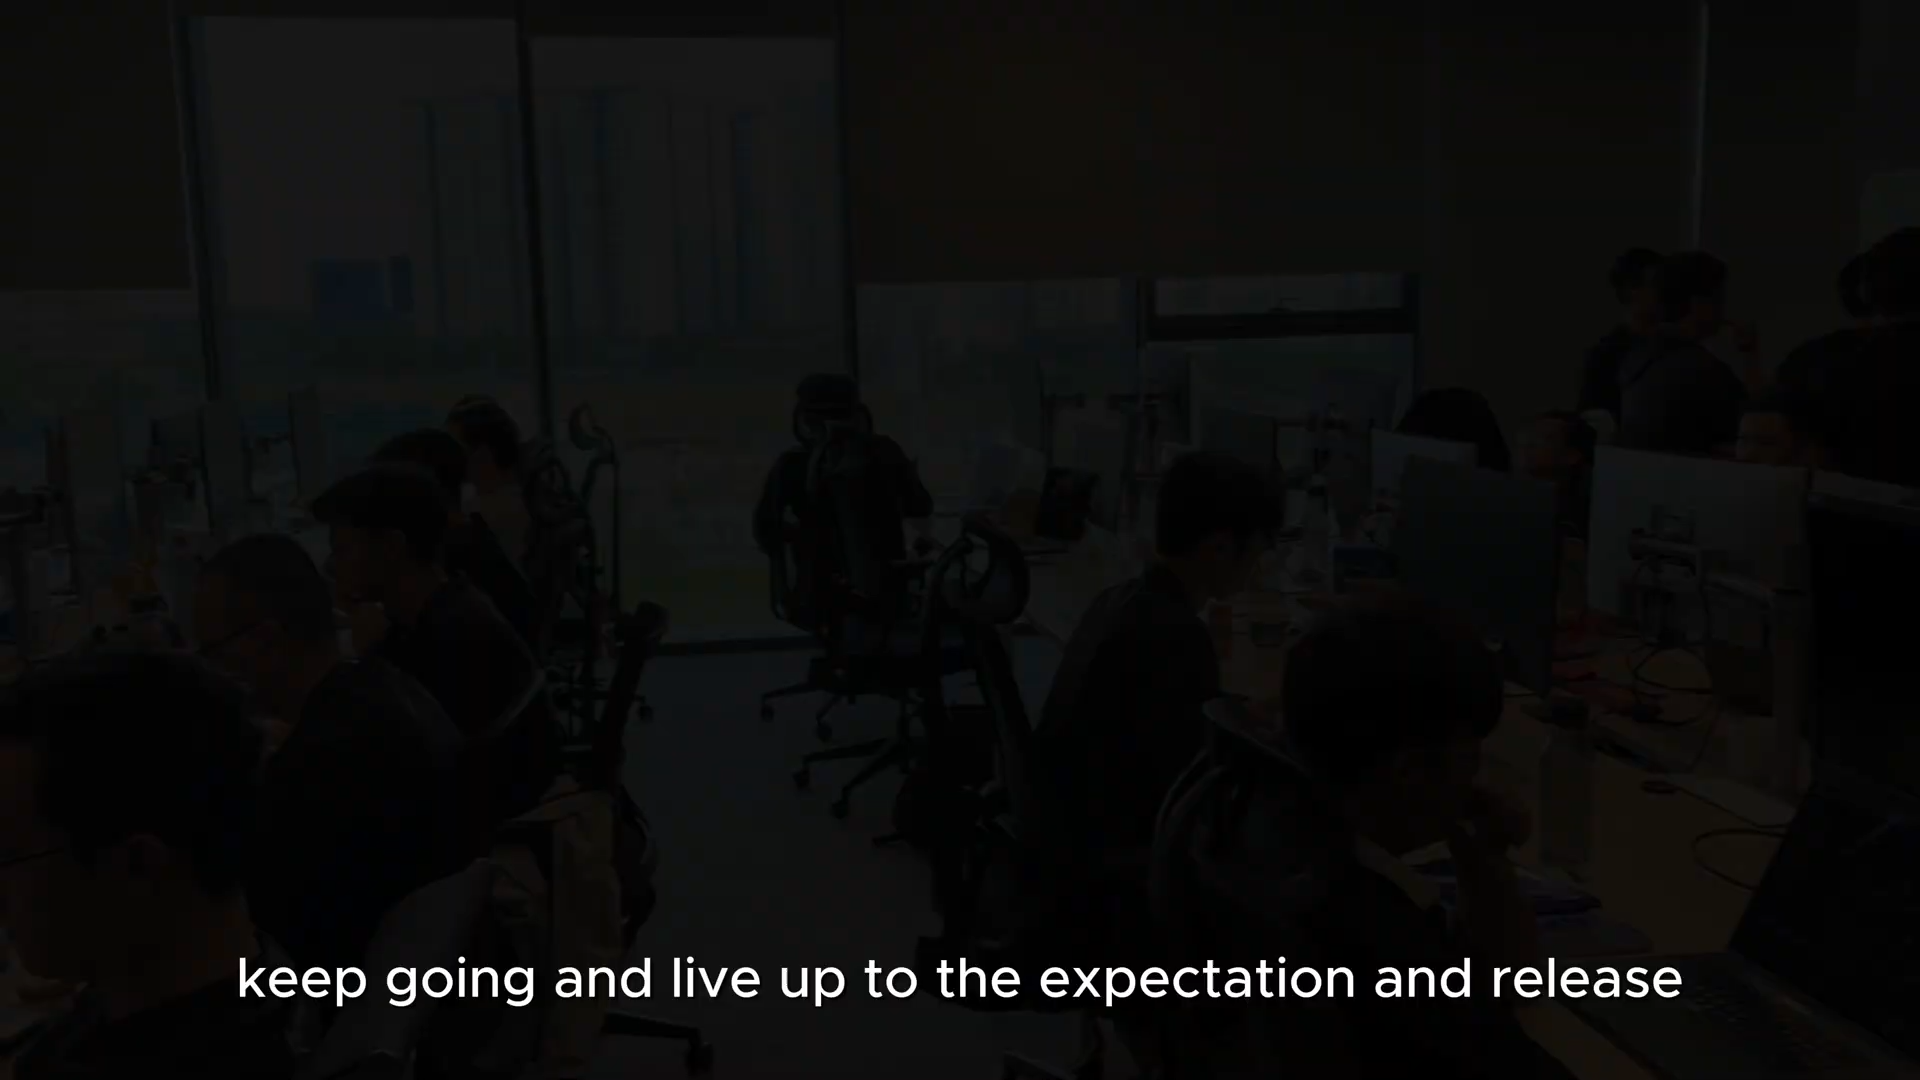 keep going and live up to the expectation and release